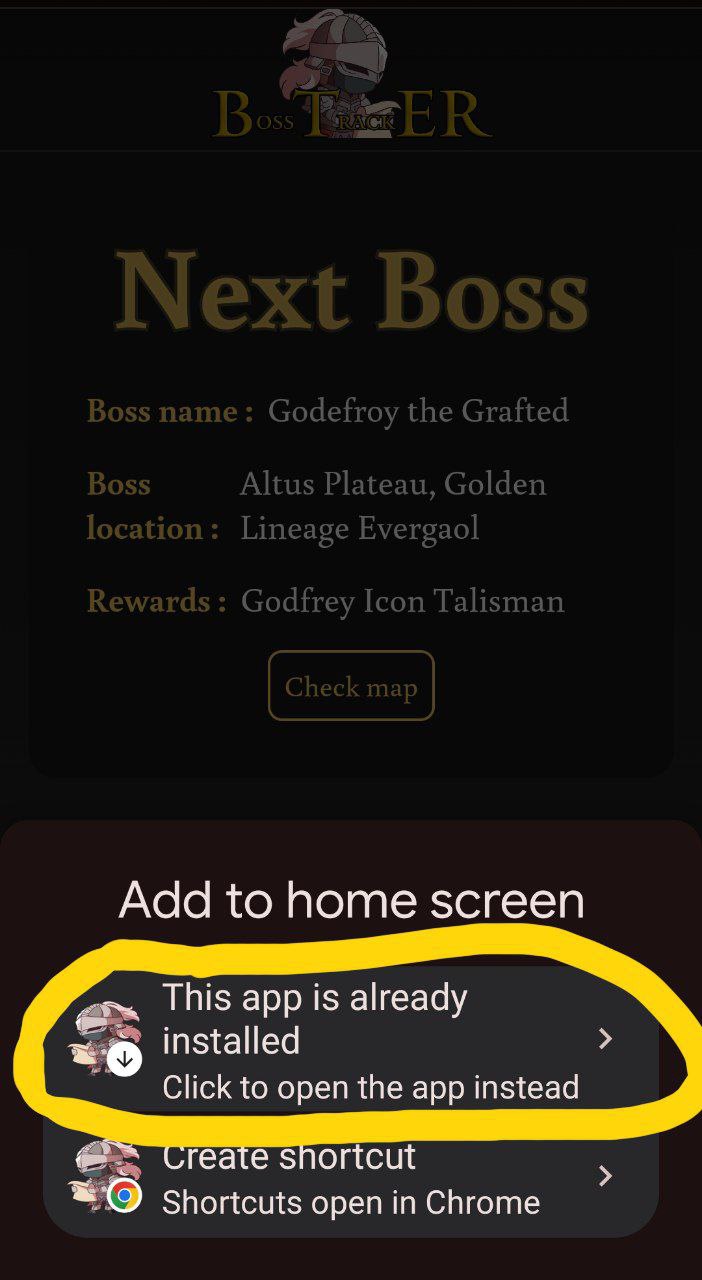 Boss TrackER
Next Boss
Boss name : Godefroy the Grafted
Boss Altus Plateau, Golden
location : Lineage Evergaol
Rewards : Godfrey Icon Talisman
Check map
Add to home screen
This app is already
installed
Click to open the app instead
Create shortcut
Shortcuts open in Chrome